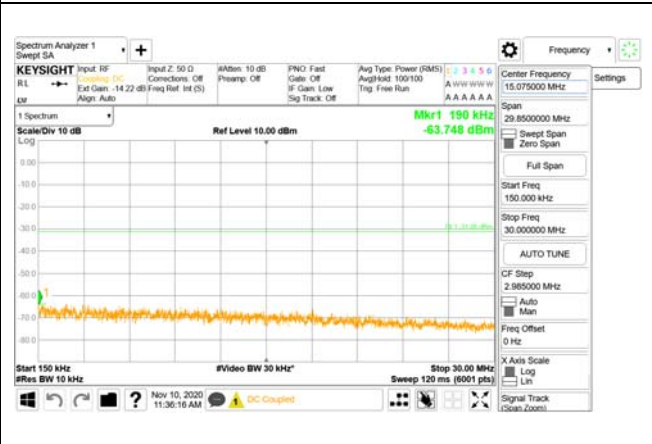 Spectrum Analyzer 1
Swept SA
Frequency
KEYSIGHT
RL
Input: RF
Coupling: DC
Ext Gain: -14.22 dB
Align: Auto
Input Z: 50 Ω
Corrections: Off
Freq Ref: Int (S)
#Atten: 10 dB
Preamp: Off
PNO: Fast
Gate: Off
IF Gain: Low
Sig Track: Off
Avg Type: Power (RMS)
Avg|Hold: 100/100
Trig: Free Run
1 2 3 4 5 6
A W W W W W
A A A A A A
1 Spectrum
Scale/Div 10 dB
Log
Ref Level 10.00 dBm
Mkr1 190 kHz
-63.748 dBm
0.00
-10.0
-20.0
-30.0
-40.0
-50.0
-60.0
-70.0
-80.0
1
Start 150 kHz
#Res BW 10 kHz
#Video BW 30 kHz*
Stop 30.00 MHz
Sweep 120 ms (6001 pts)
Nov 10, 2020
11:36:16 AM
DC Coupled
Center Frequency
15.075000 MHz
Settings
Span
29.8500000 MHz
Swept Span
Zero Span
Full Span
Start Freq
150.000 kHz
Stop Freq
30.000000 MHz
AUTO TUNE
CF Step
2.985000 MHz
Auto
Man
Freq Offset
0 Hz
X Axis Scale
Log
Lin
Signal Track
(Span Zoom)